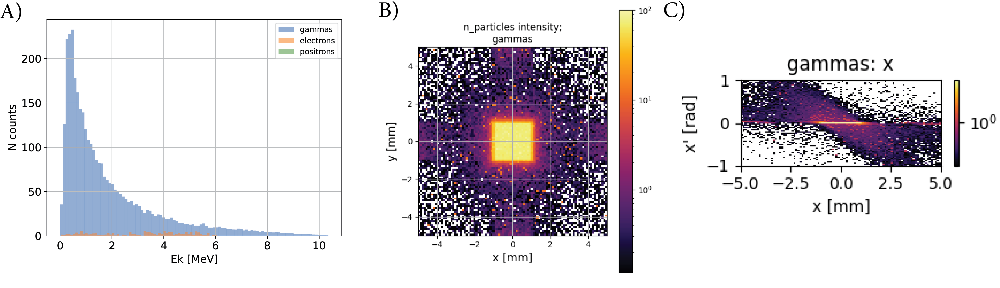 A)
gammas
electrons
positrons
200
150
100
50
0
N counts
0 2 4 6 8 10
Ek [MeV]
B)
n_particles intensity;
gammas
4
2
0
−2
−4
y [mm]
−4 −2 0 2 4
x [mm]
10²
10¹
10⁰
C)
gammas: x
1
0
−1
x' [rad]
−5.0 −2.5 0.0 2.5 5.0
x [mm]
10⁰